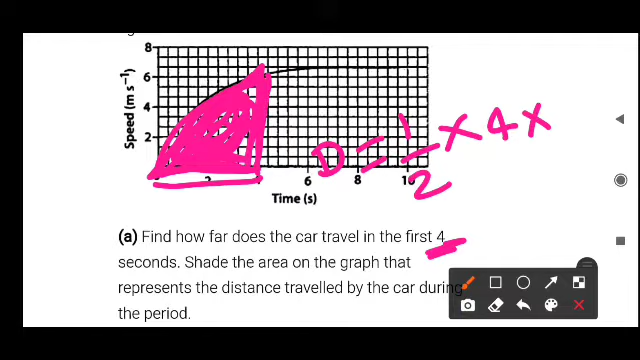 8
6
4
2
Speed (m s⁻¹)
D = 1/2 × 4 ×
2 4 6 8 10
Time (s)
(a) Find how far does the car travel in the first 4
seconds. Shade the area on the graph that
represents the distance travelled by the car during
the period.